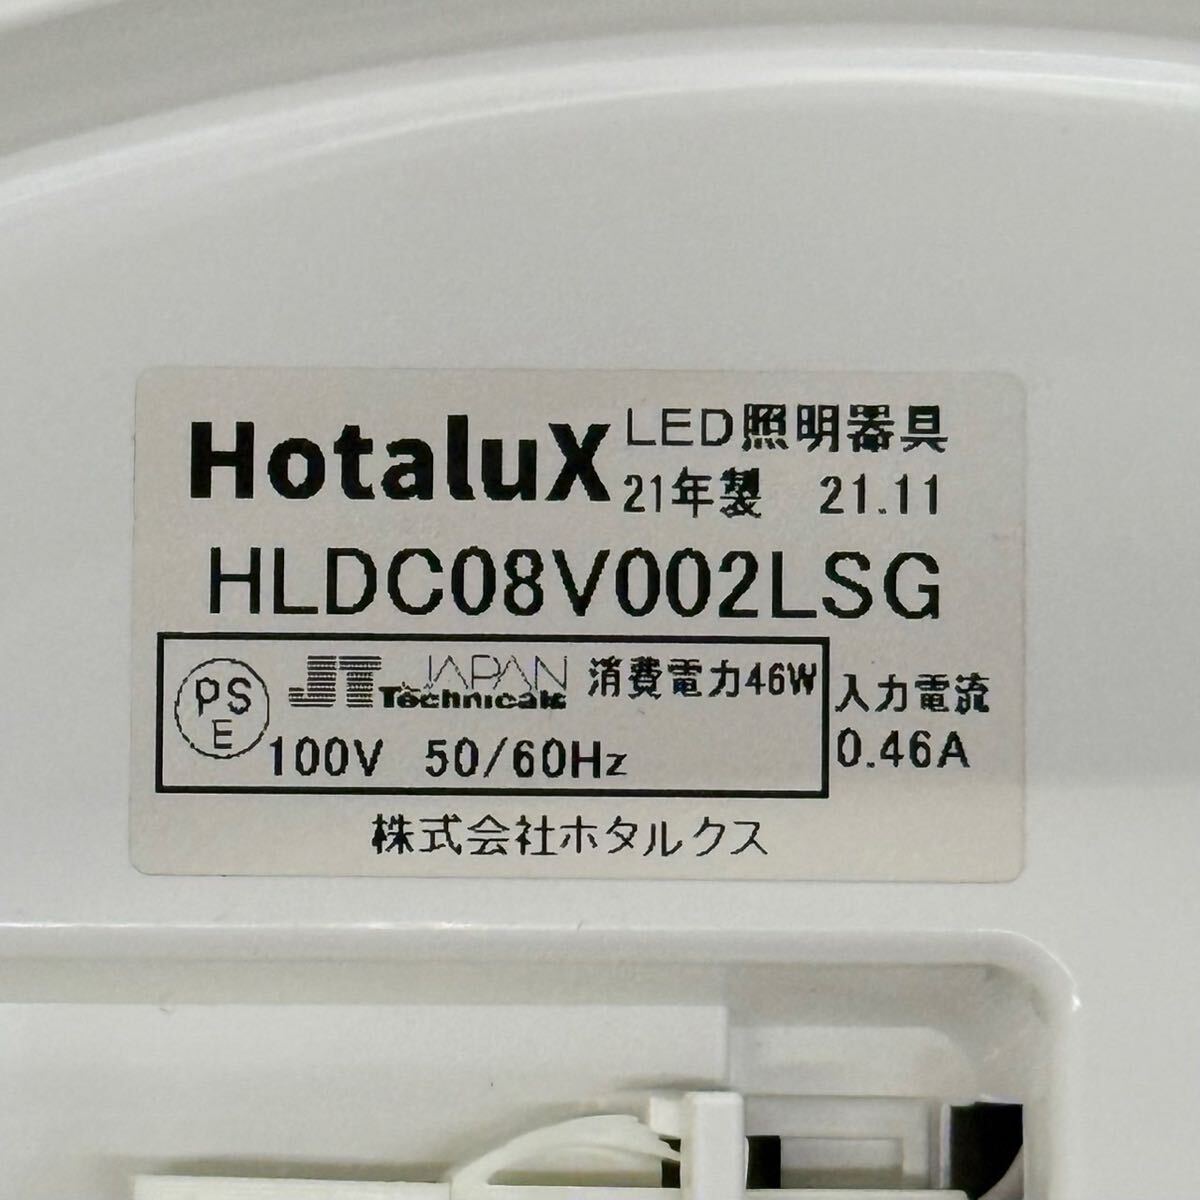 HotaluX LED照明器具
21年製 21.11
HLDC08V002LSG
PS E JT JAPAN Technicals 消費電力46W
100V 50/60Hz
入力電流
0.46A
株式会社ホタルクス